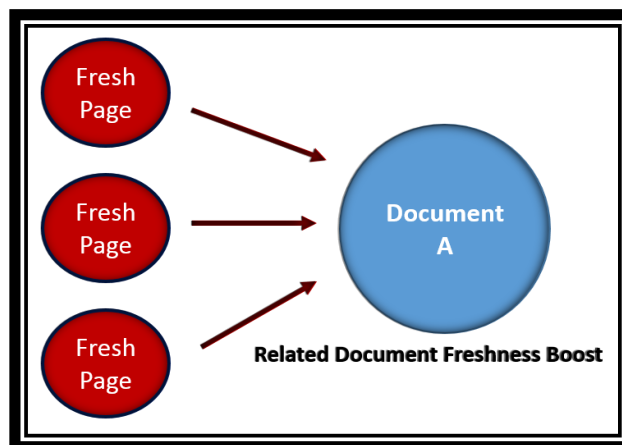 Fresh
Page
Fresh
Page
Fresh
Page
Document
A
Related Document Freshness Boost